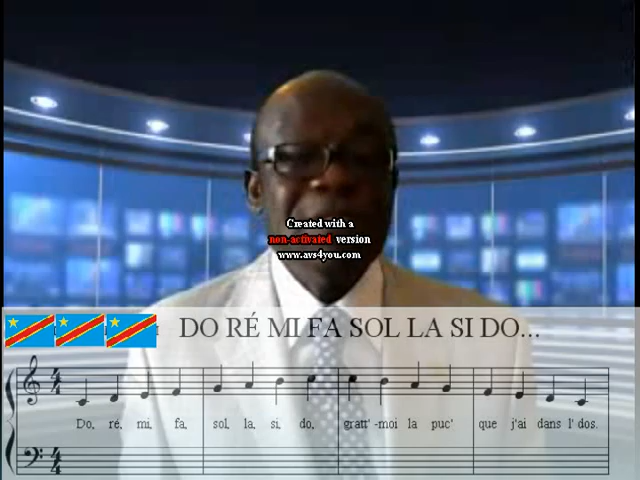 Created with a
non-activated version
www.avs4you.com
DO RÉ MI FA SOL LA SI DO...
Do, ré, mi, fa, sol, la, si, do, gratt' -moi la puc' que j'ai dans l' dos.